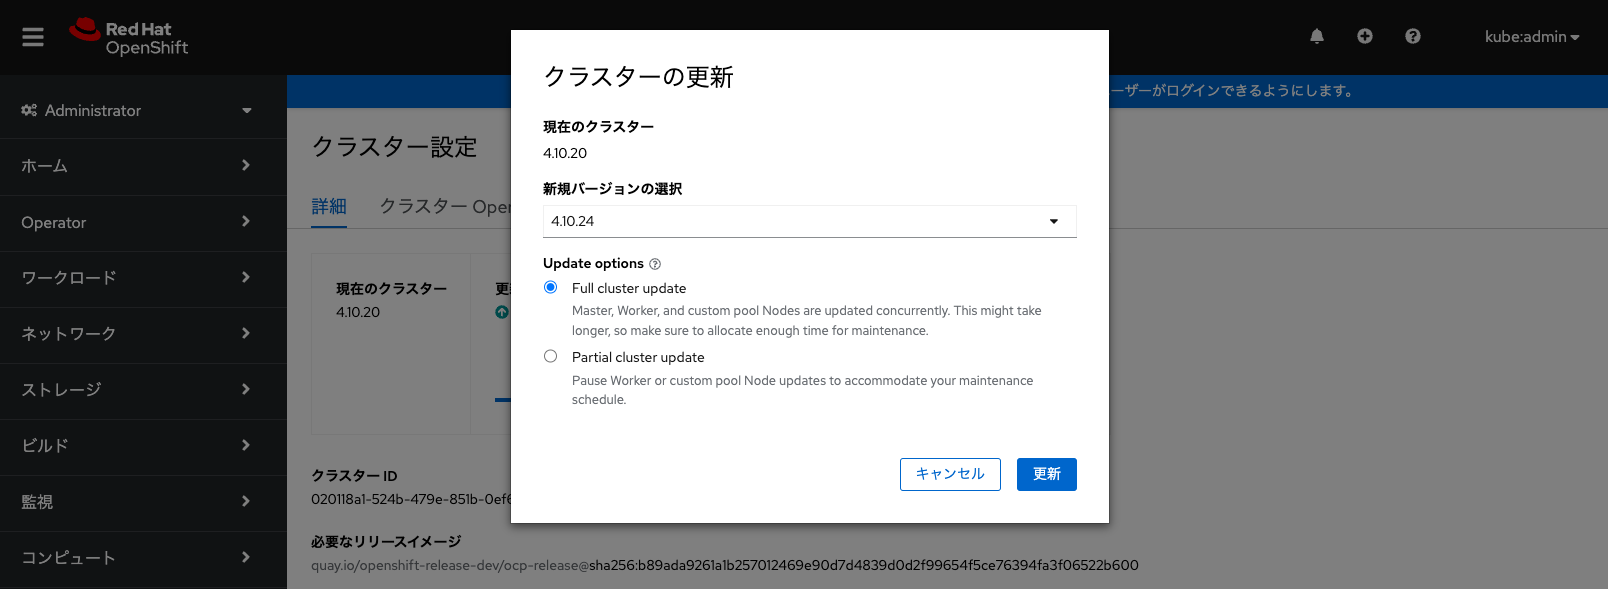 Red Hat
OpenShift
kube:admin
Administrator
ーザーがログインできるようにします。
ホーム
Operator
ワークロード
ネットワーク
ストレージ
ビルド
監視
コンピュート
クラスター設定
詳細
クラスター Ope
現在のクラスター
4.10.20
更
クラスター ID
020118a1-524b-479e-851b-0ef
必要なリリースイメージ
quay.io/openshift-release-dev/ocp-release@sha256:b89ada9261a1b257012469e90d7d4839d0d2f99654f5ce76394fa3f06522b600
クラスターの更新
現在のクラスター
4.10.20
新規バージョンの選択
4.10.24
Update options
Full cluster update
Master, Worker, and custom pool Nodes are updated concurrently. This might take
longer, so make sure to allocate enough time for maintenance.
Partial cluster update
Pause Worker or custom pool Node updates to accommodate your maintenance
schedule.
キャンセル
更新